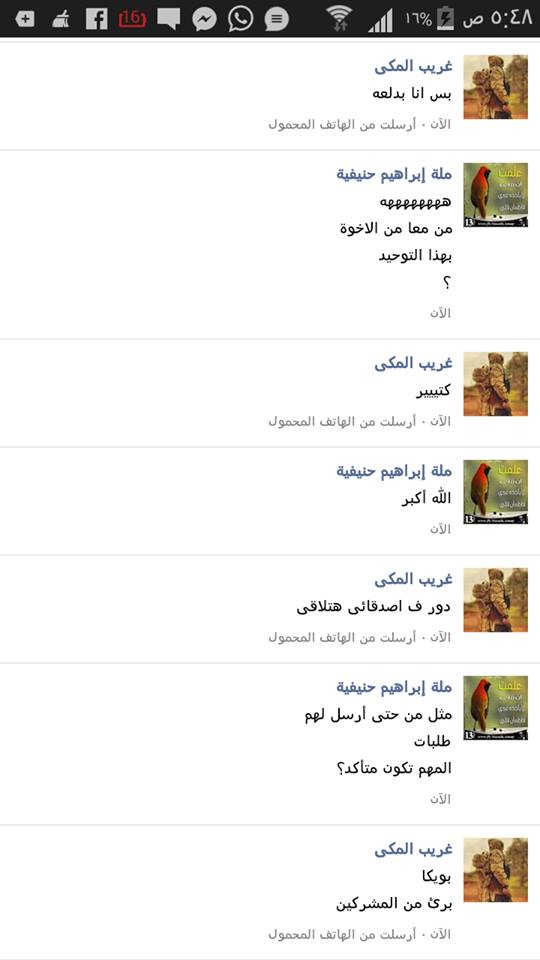 16
١٦%
٥:٤٨ ص
غريب المكى
بس انا بدلعه
الآن · أرسلت من الهاتف المحمول
ملة إبراهيم حنيفية
هههههههههه
من معا من الاخوة
بهذا التوحيد
؟
الآن
غريب المكى
كتيييير
الآن · أرسلت من الهاتف المحمول
ملة إبراهيم حنيفية
الله أكبر
الآن
غريب المكى
دور ف اصدقائى هتلاقى
الآن · أرسلت من الهاتف المحمول
ملة إبراهيم حنيفية
مثل من حتى أرسل لهم
طلبات
المهم تكون متأكد؟
الآن
غريب المكى
بويكا
برئ من المشركين
الآن · أرسلت من الهاتف المحمول